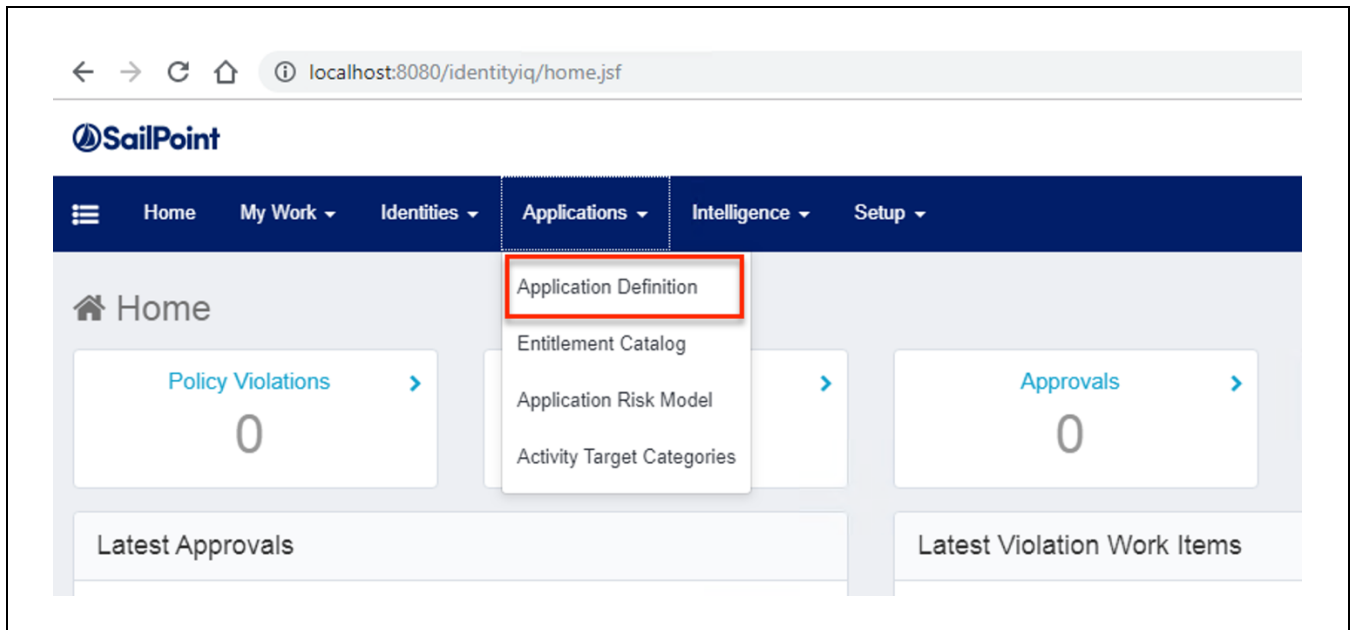 localhost:8080/identityiq/home.jsf
SailPoint
Home My Work Identities Applications Intelligence Setup
Application Definition
Entitlement Catalog
Application Risk Model
Activity Target Categories
Home
Policy Violations
0
Approvals
0
Latest Approvals
Latest Violation Work Items